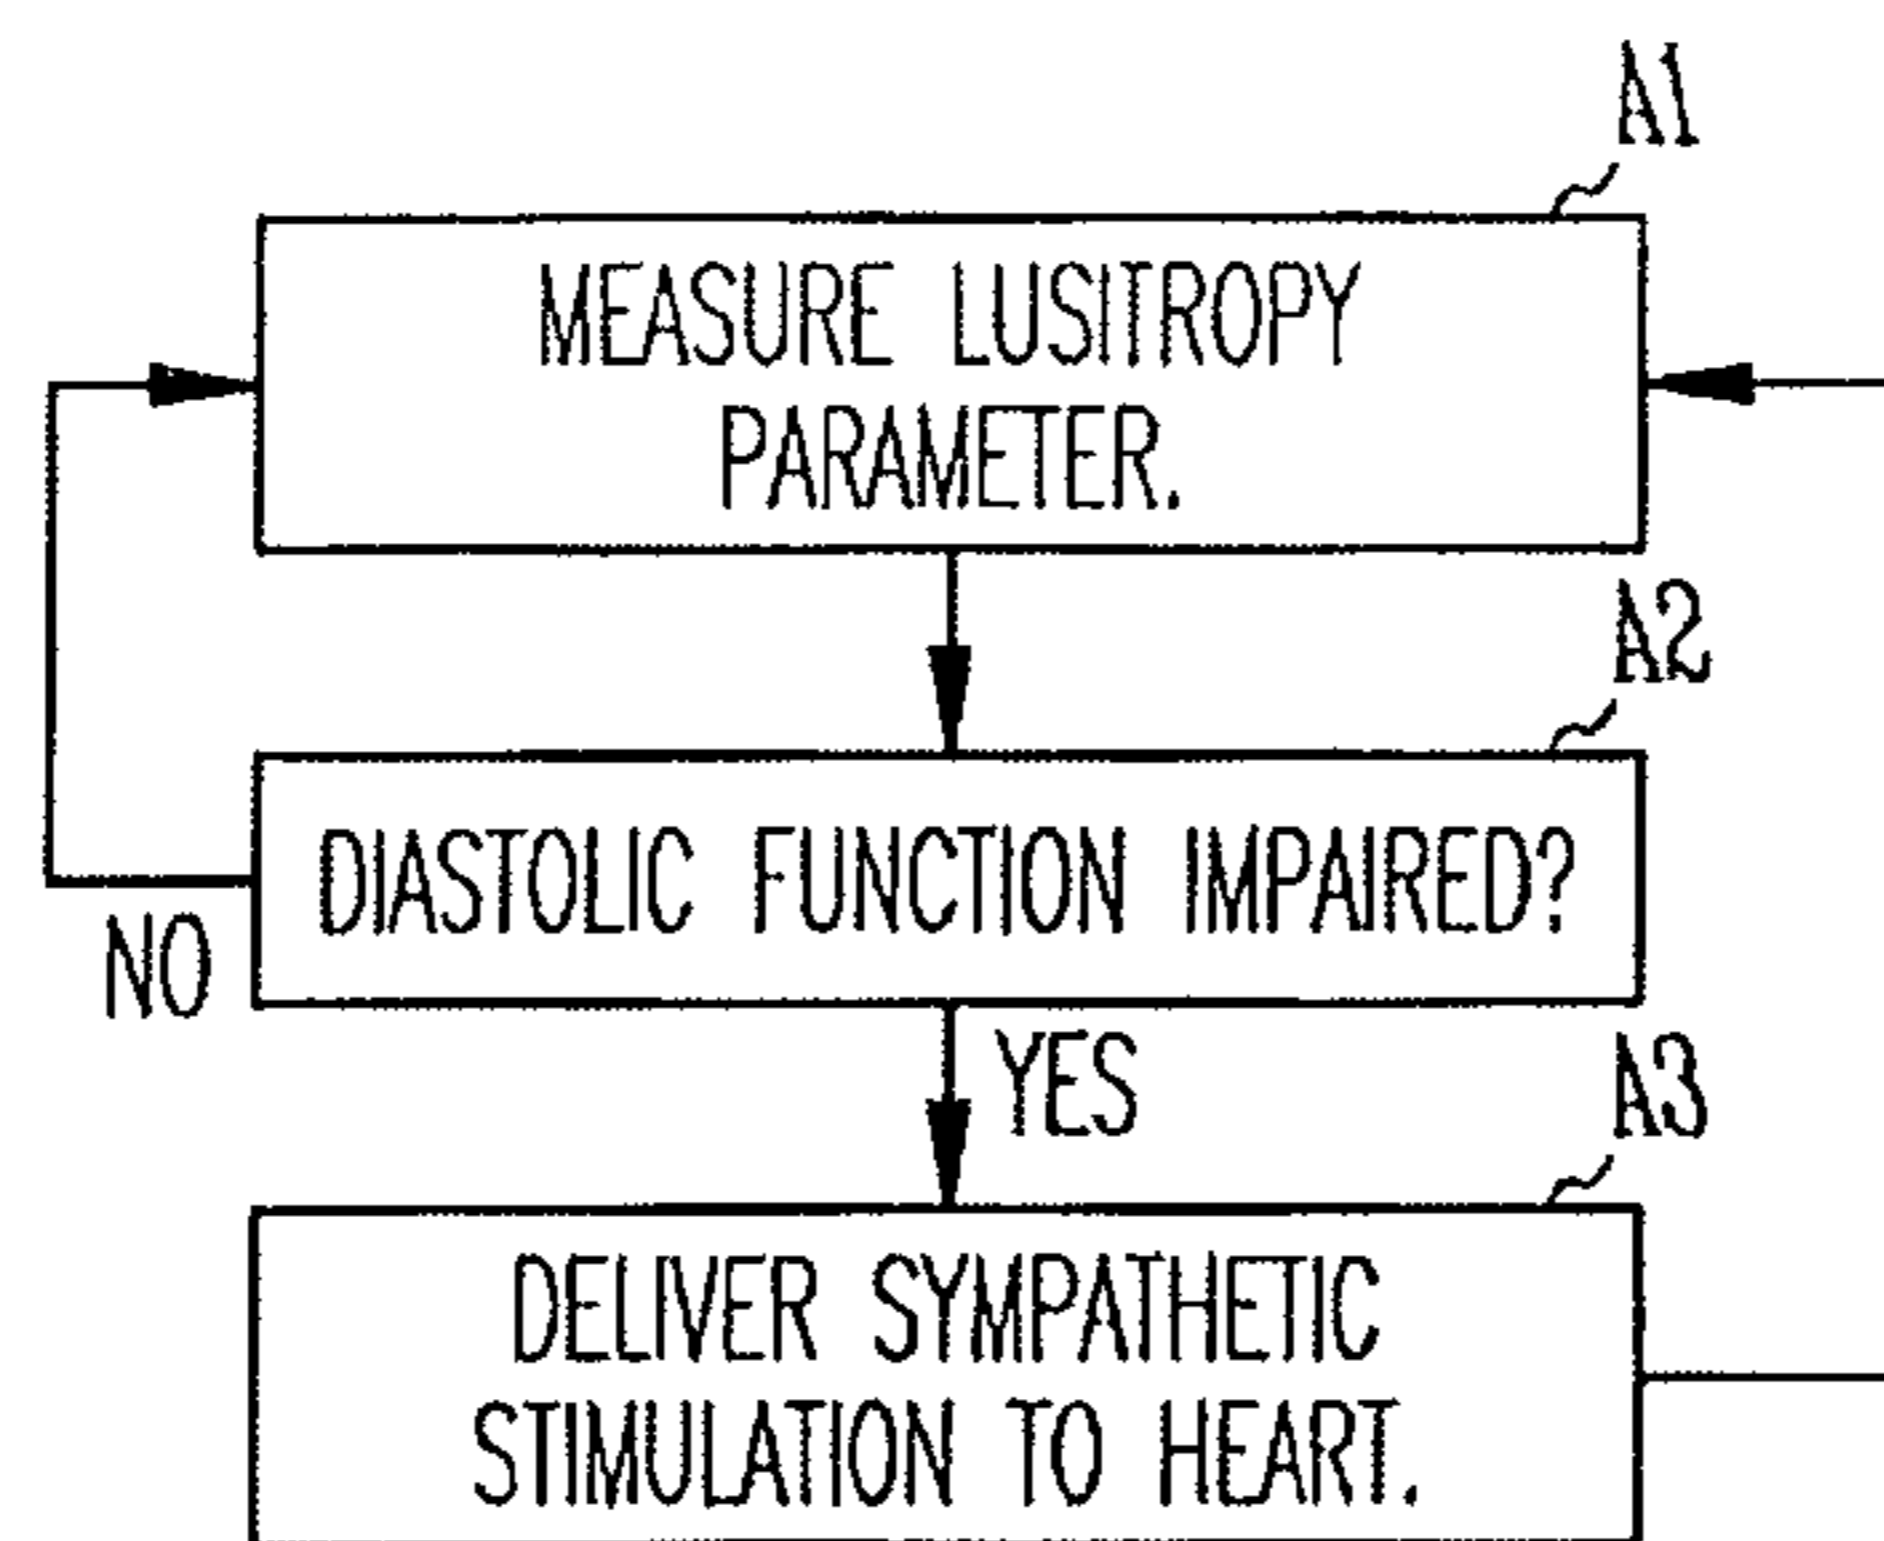 A1
MEASURE LUSITROPY
PARAMETER.
A2
DIASTOLIC FUNCTION IMPAIRED?
NO
YES
A3
DELIVER SYMPATHETIC
STIMULATION TO HEART.